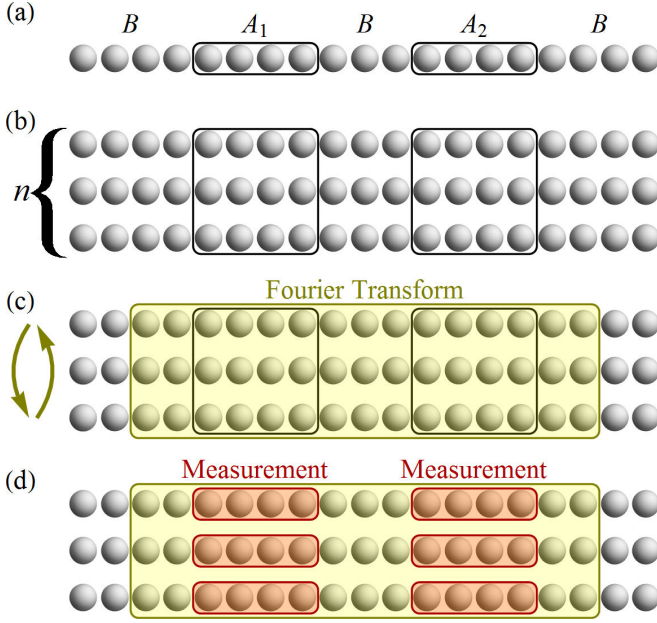 (a) B A₁ B A₂ B
(b)
n
(c) Fourier Transform
(d) Measurement Measurement